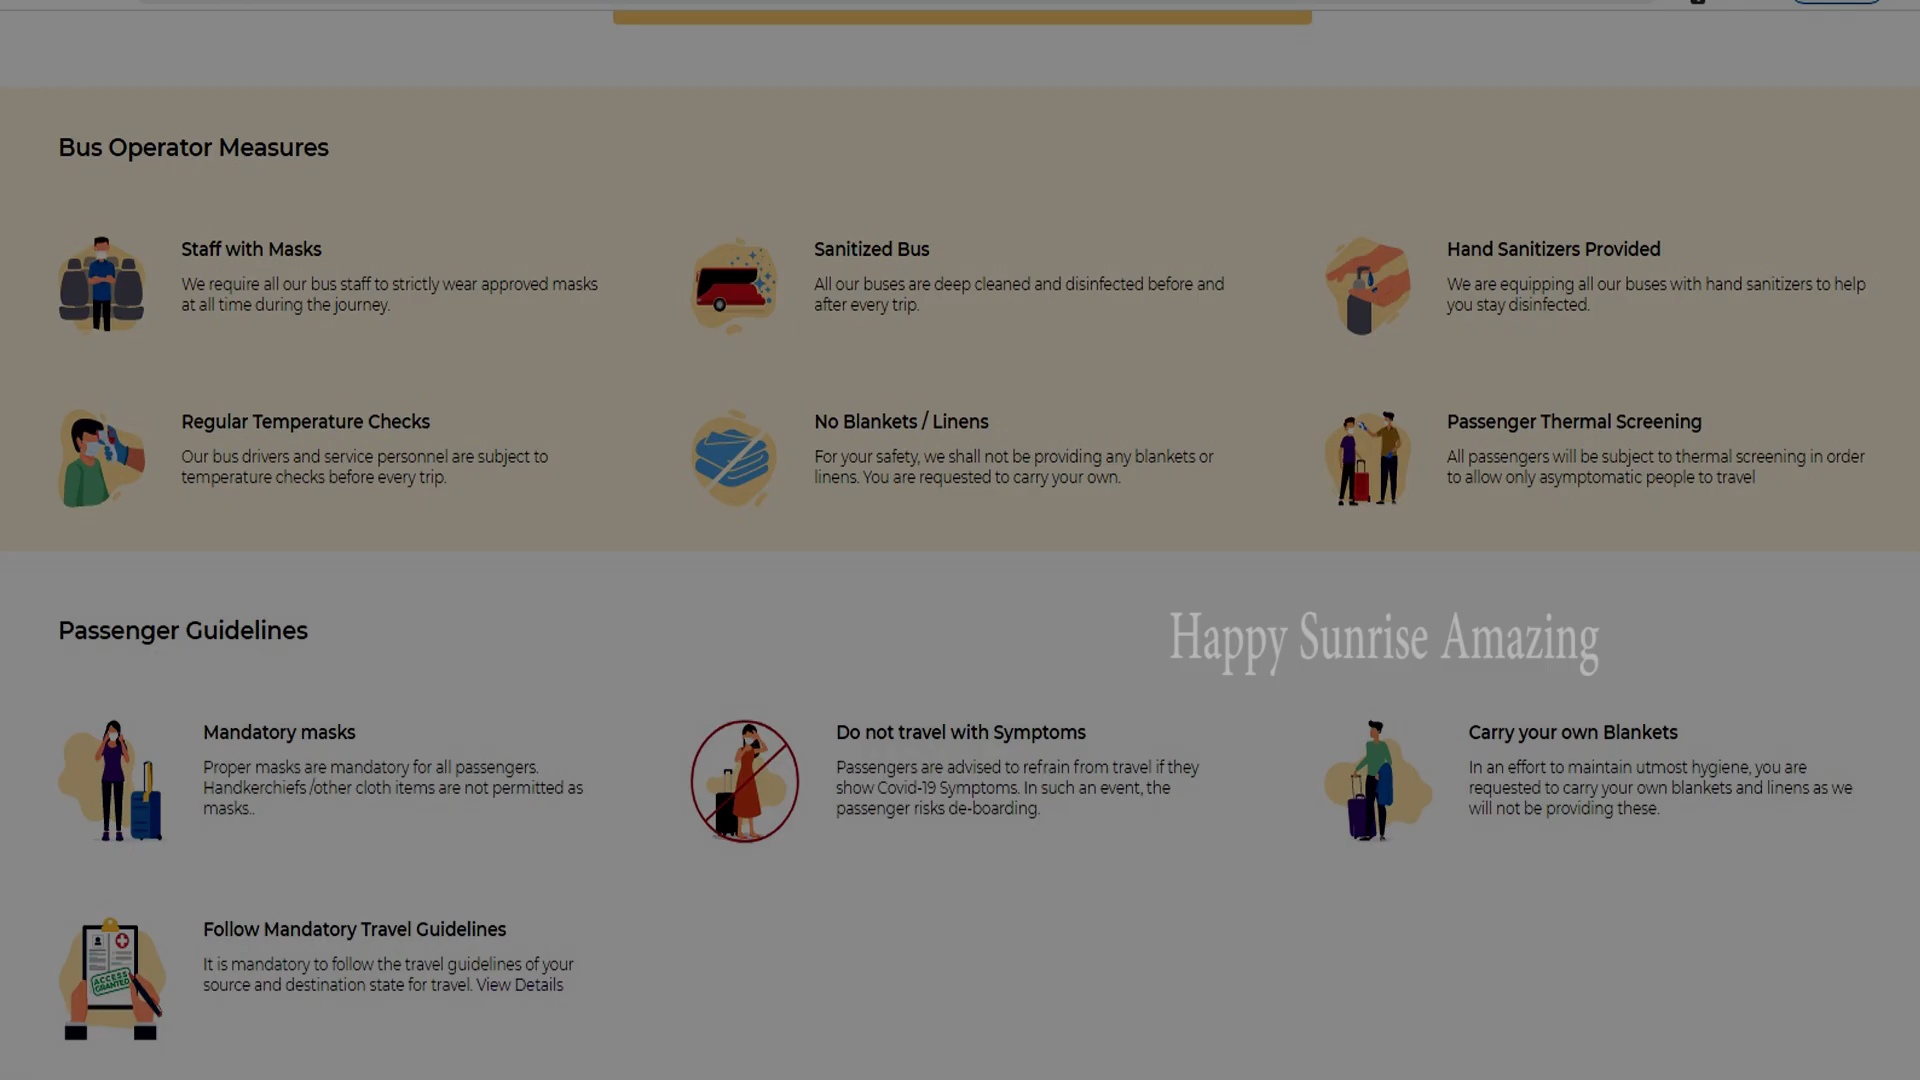 Bus Operator Measures
Staff with Masks
We require all our bus staff to strictly wear approved masks
at all time during the journey.
Sanitized Bus
All our buses are deep cleaned and disinfected before and
after every trip.
Hand Sanitizers Provided
We are equipping all our buses with hand sanitizers to help
you stay disinfected.
Regular Temperature Checks
Our bus drivers and service personnel are subject to
temperature checks before every trip.
No Blankets / Linens
For your safety, we shall not be providing any blankets or
linens. You are requested to carry your own.
Passenger Thermal Screening
All passengers will be subject to thermal screening in order
to allow only asymptomatic people to travel
Passenger Guidelines
Happy Sunrise Amazing
Mandatory masks
Proper masks are mandatory for all passengers.
Handkerchiefs /other cloth items are not permitted as
masks..
Do not travel with Symptoms
Passengers are advised to refrain from travel if they
show Covid-19 Symptoms. In such an event, the
passenger risks de-boarding.
Carry your own Blankets
In an effort to maintain utmost hygiene, you are
requested to carry your own blankets and linens as we
will not be providing these.
ACCESS
GRANTED
Follow Mandatory Travel Guidelines
It is mandatory to follow the travel guidelines of your
source and destination state for travel. View Details